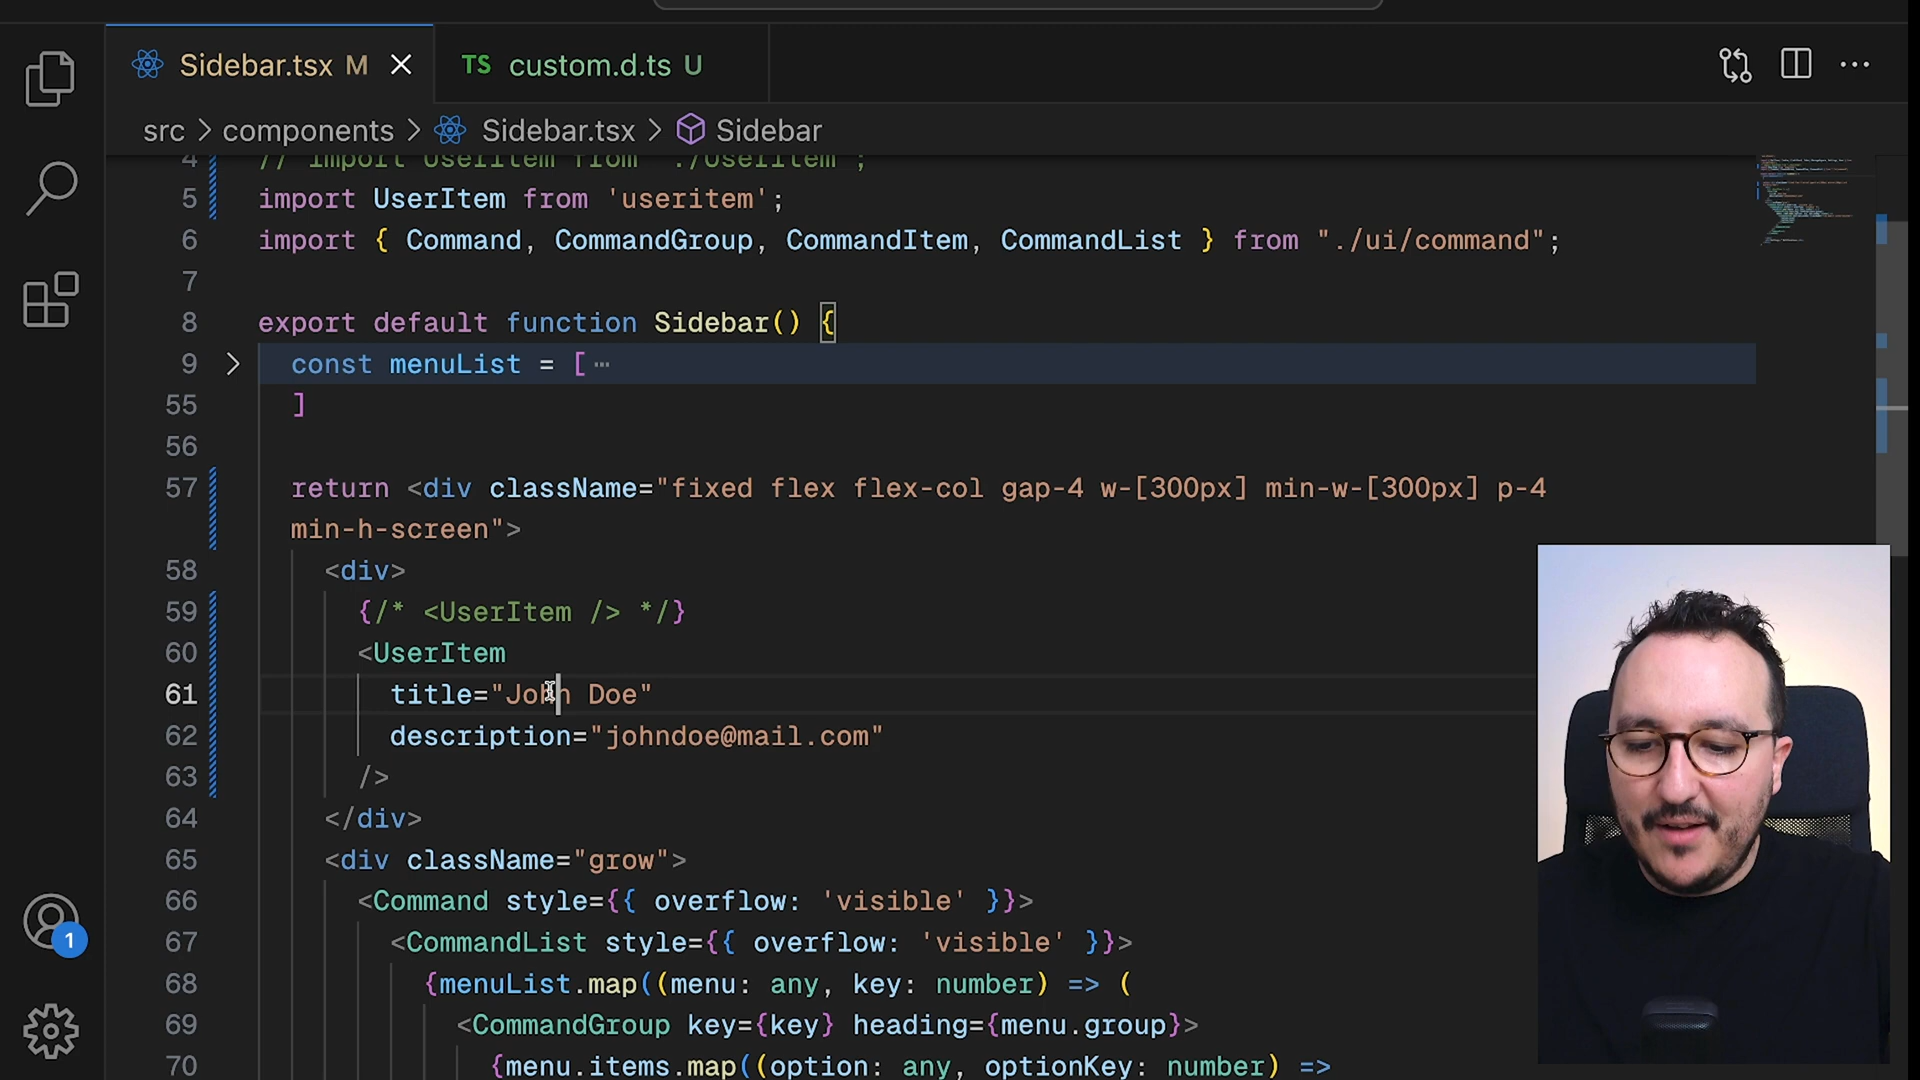 Sidebar.tsx M
TS custom.d.ts U
src > components > Sidebar.tsx > Sidebar
4 // import UserItem from "./UserItem";
5 import UserItem from 'useritem';
6 import { Command, CommandGroup, CommandItem, CommandList } from "./ui/command";
7
8 export default function Sidebar() {
9 const menuList = [ ⋯
55 ]
56
57 return <div className="fixed flex flex-col gap-4 w-[300px] min-w-[300px] p-4
min-h-screen">
58 <div>
59 {/* <UserItem /> */}
60 <UserItem
61 title="John Doe"
62 description="johndoe@mail.com"
63 />
64 </div>
65 <div className="grow">
66 <Command style={{ overflow: 'visible' }}>
67 <CommandList style={{ overflow: 'visible' }}>
68 {menuList.map((menu: any, key: number) => (
69 <CommandGroup key={key} heading={menu.group}>
70 {menu.items.map((option: any, optionKey: number) =>
1